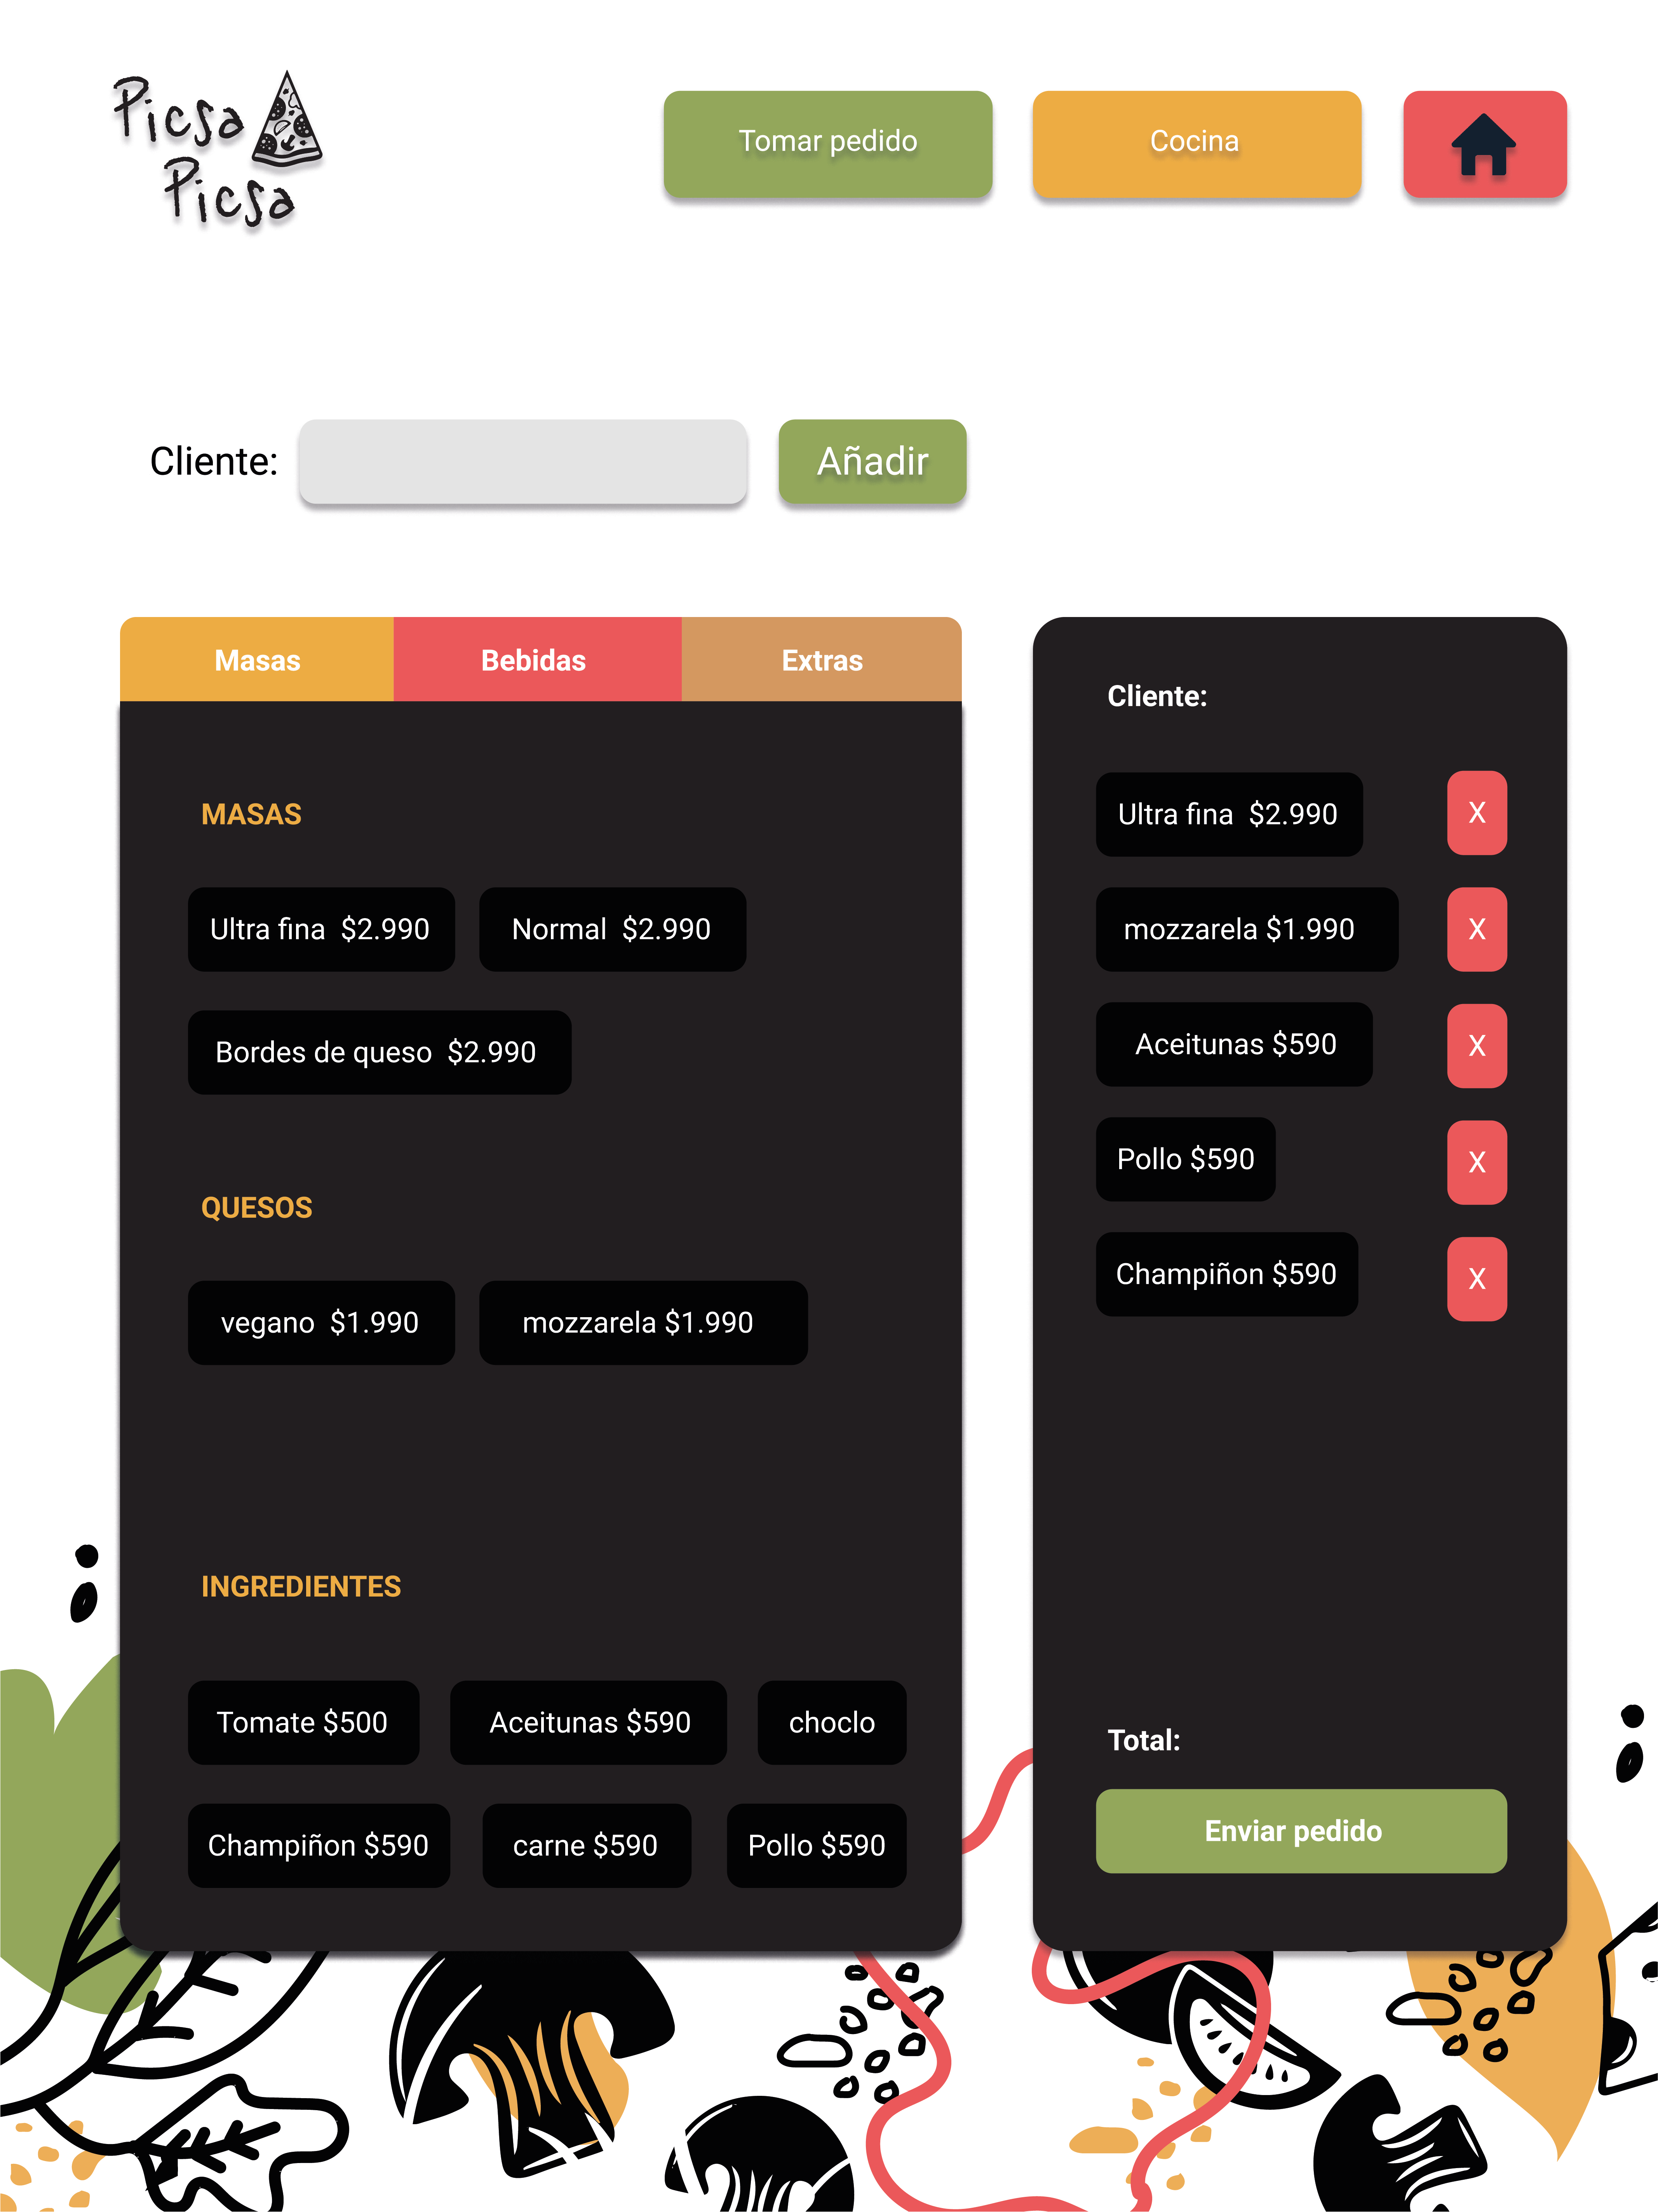 Picsa
Picsa
Tomar pedido
Cocina
Cliente:
Añadir
Masas
Bebidas
Extras
MASAS
Ultra fina $2.990
Normal $2.990
Bordes de queso $2.990
QUESOS
vegano $1.990
mozzarela $1.990
INGREDIENTES
Tomate $500
Aceitunas $590
choclo
Champiñon $590
carne $590
Pollo $590
Cliente:
Ultra fina $2.990
X
mozzarela $1.990
X
Aceitunas $590
X
Pollo $590
X
Champiñon $590
X
Total:
Enviar pedido